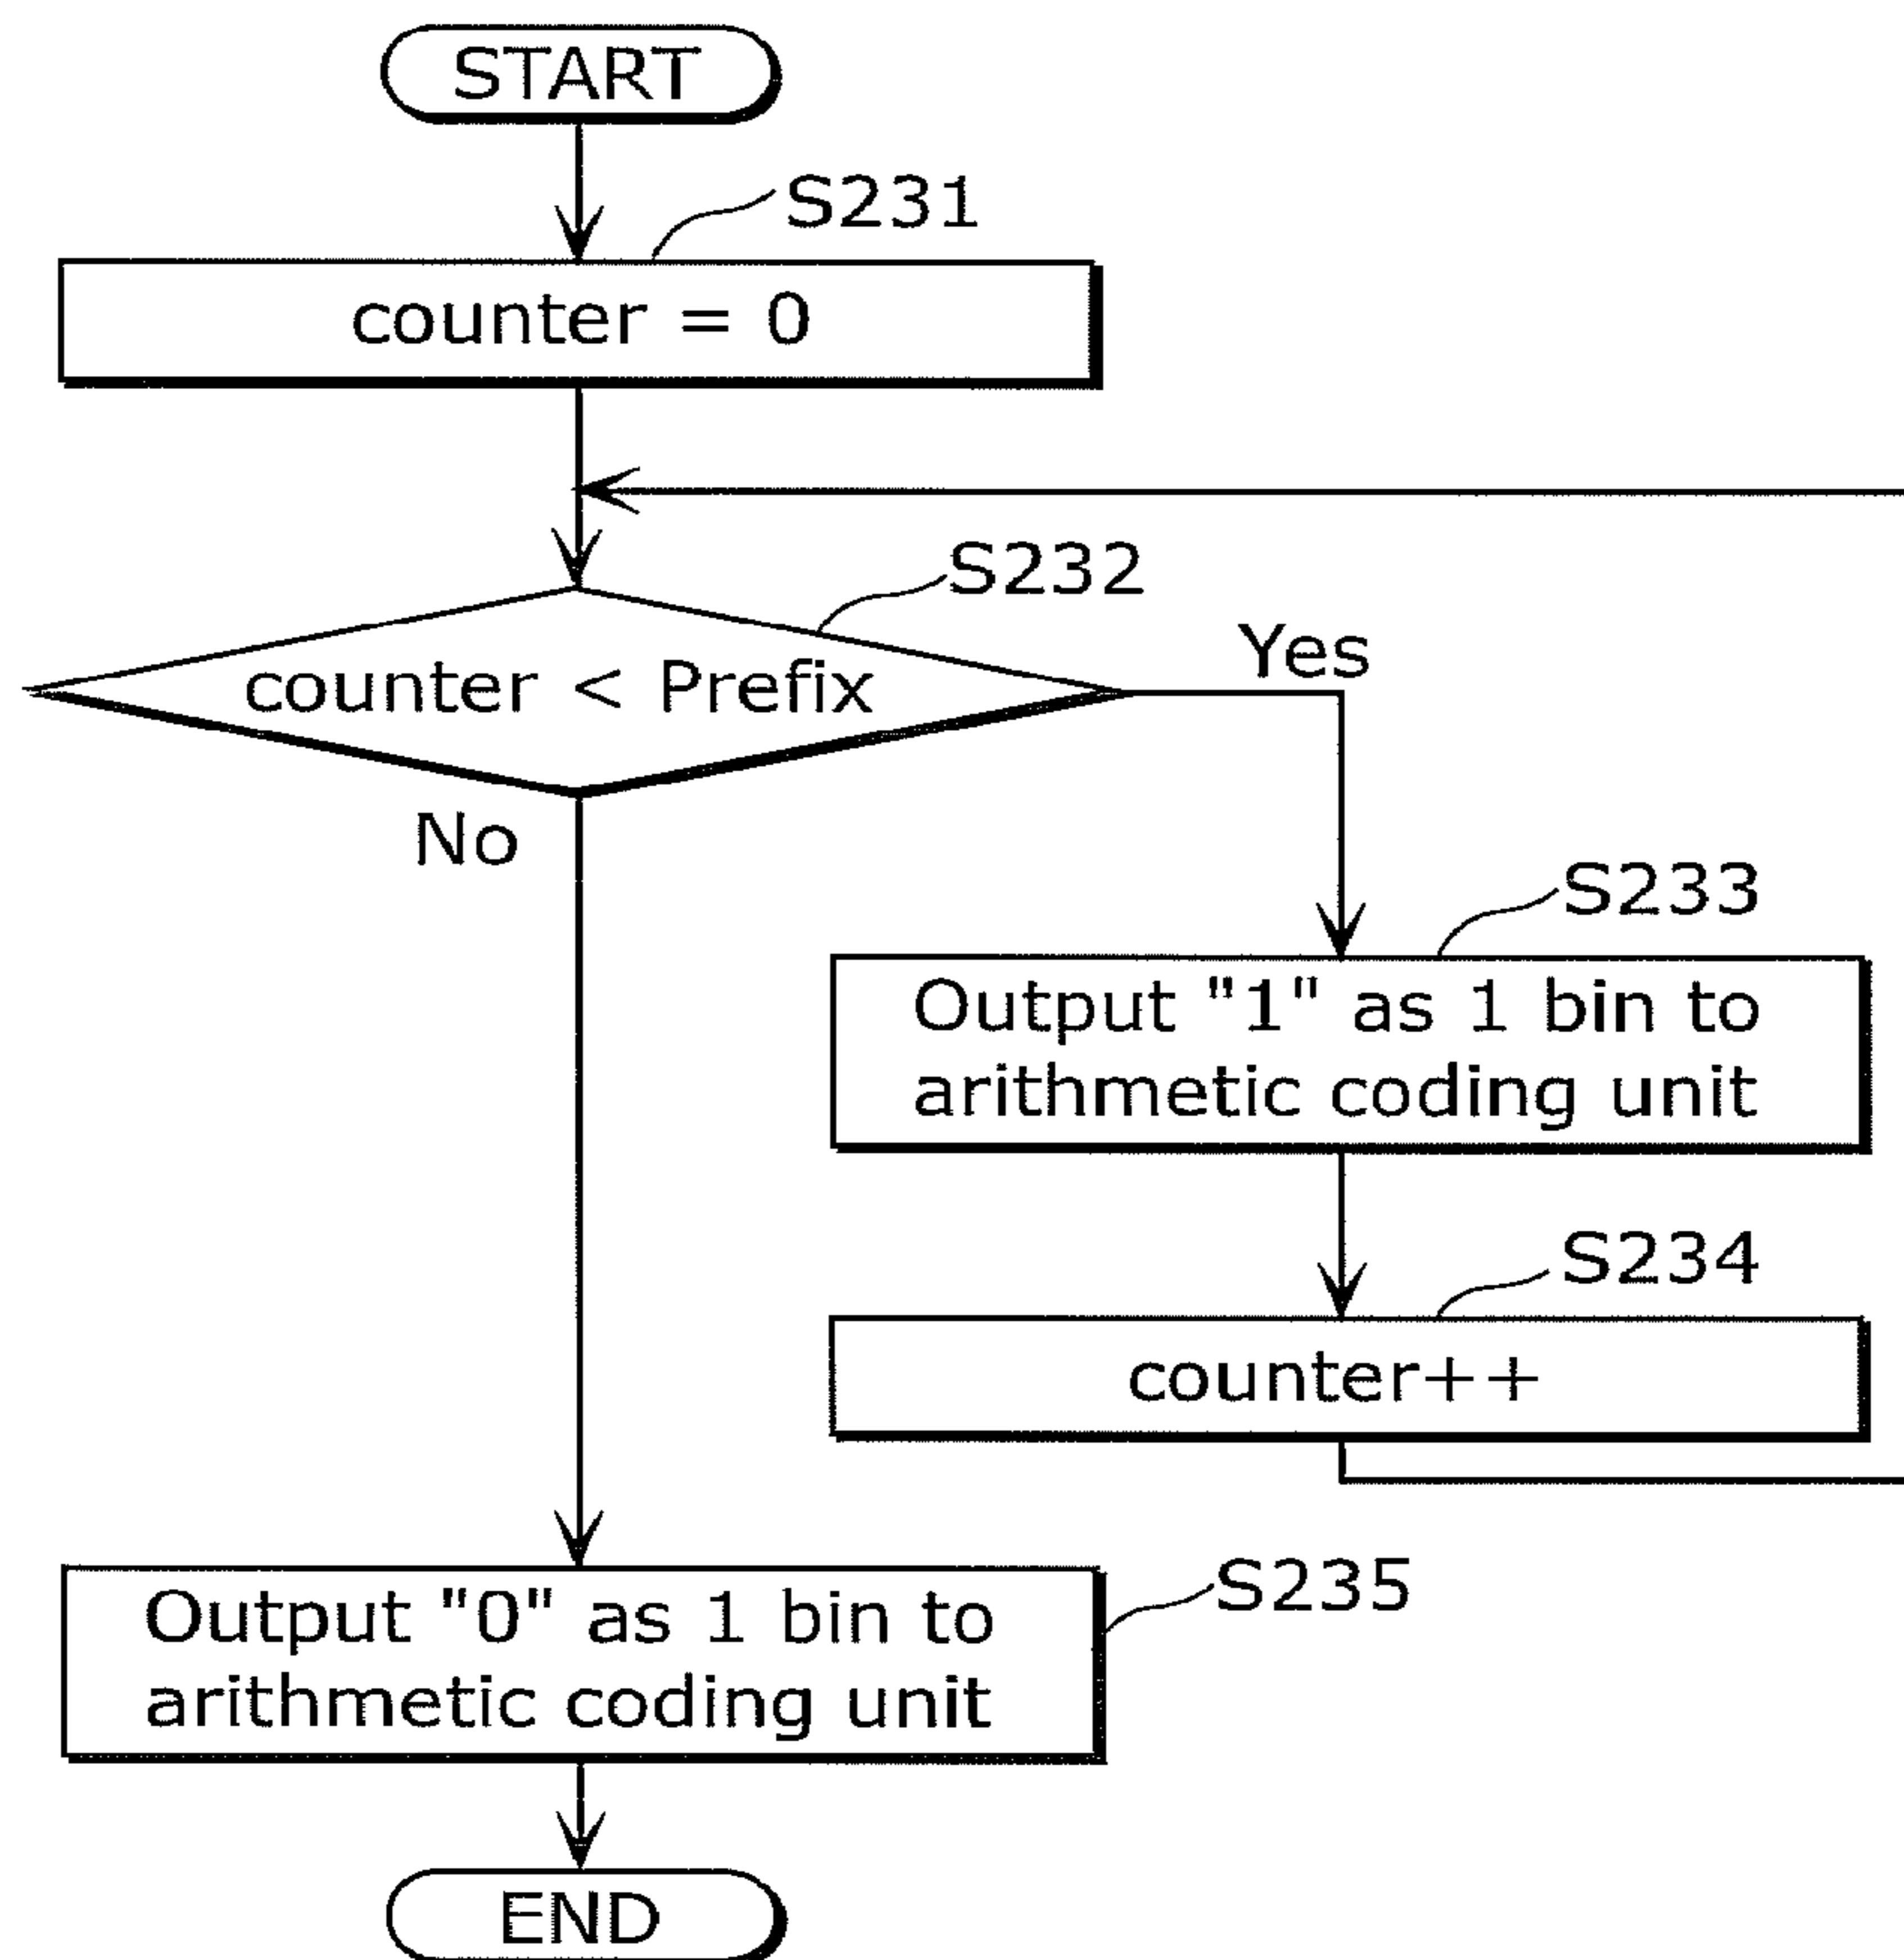 START
S231
counter = 0
S232
counter < Prefix
Yes
No
S233
Output "1" as 1 bin to
arithmetic coding unit
S234
counter++
S235
Output "0" as 1 bin to
arithmetic coding unit
END